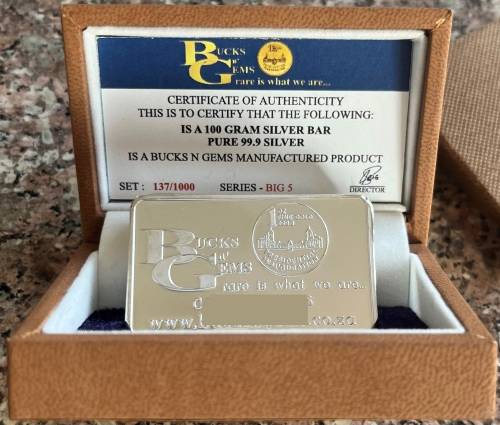 BUCKS
N'
GEMS
rare is what we are...
CERTIFICATE OF AUTHENTICITY
THIS IS TO CERTIFY THAT THE FOLLOWING:
IS A 100 GRAM SILVER BAR
PURE 99.9 SILVER
IS A BUCKS N GEMS MANUFACTURED PRODUCT
SET : 137/1000 SERIES - BIG 5
DIRECTOR
BUCKS
N'
GEMS
rare is what we are...
www. .co.za